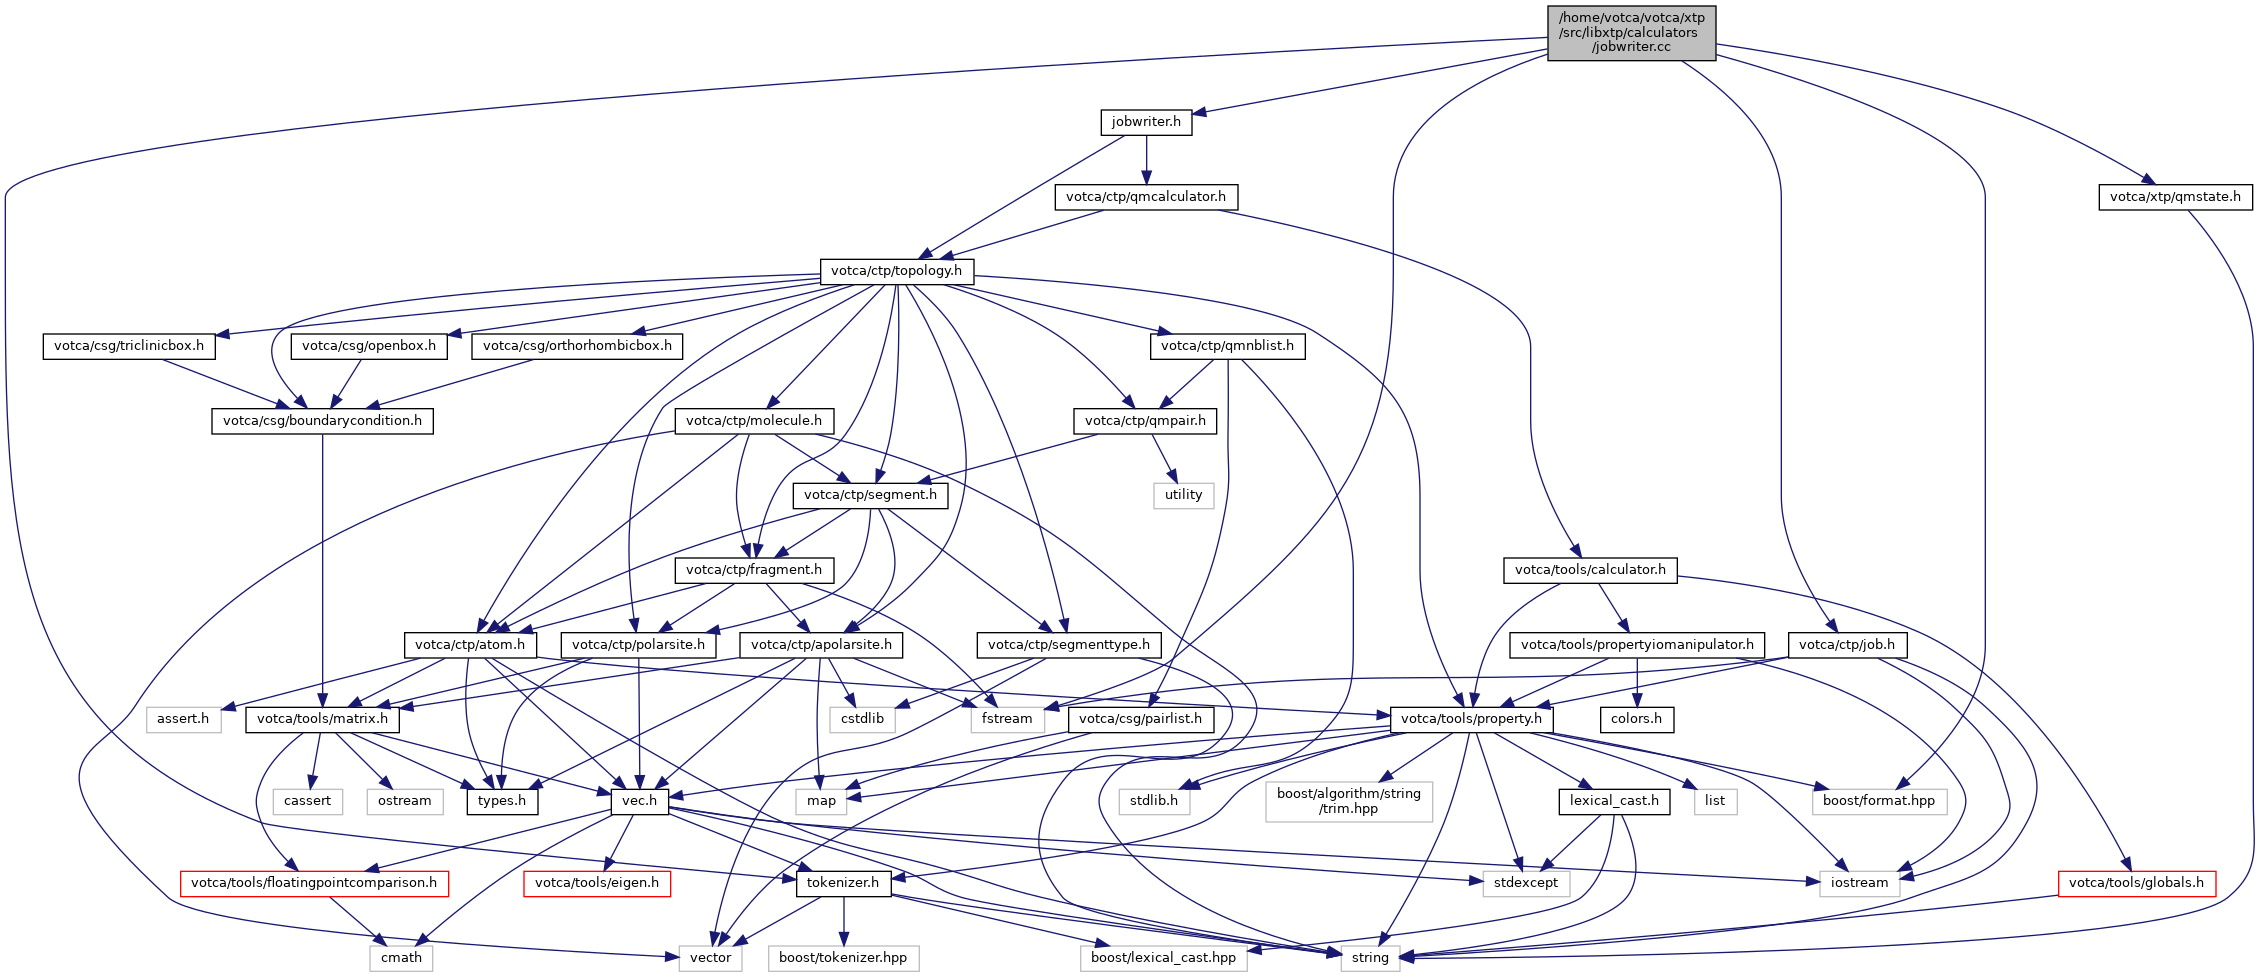 /home/votca/votca/xtp
/src/libxtp/calculators
/jobwriter.cc
jobwriter.h
votca/ctp/qmcalculator.h
votca/xtp/qmstate.h
votca/ctp/topology.h
votca/csg/triclinicbox.h
votca/csg/openbox.h
votca/csg/orthorhombicbox.h
votca/ctp/qmnblist.h
votca/csg/boundarycondition.h
votca/ctp/molecule.h
votca/ctp/qmpair.h
votca/ctp/segment.h
utility
votca/ctp/fragment.h
votca/tools/calculator.h
votca/ctp/atom.h
votca/ctp/polarsite.h
votca/ctp/apolarsite.h
votca/ctp/segmenttype.h
votca/tools/propertyiomanipulator.h
votca/ctp/job.h
assert.h
votca/tools/matrix.h
cstdlib
fstream
votca/csg/pairlist.h
votca/tools/property.h
colors.h
cassert
ostream
types.h
vec.h
map
stdlib.h
boost/algorithm/string
/trim.hpp
lexical_cast.h
list
boost/format.hpp
votca/tools/floatingpointcomparison.h
votca/tools/eigen.h
tokenizer.h
stdexcept
iostream
votca/tools/globals.h
cmath
vector
boost/tokenizer.hpp
boost/lexical_cast.hpp
string